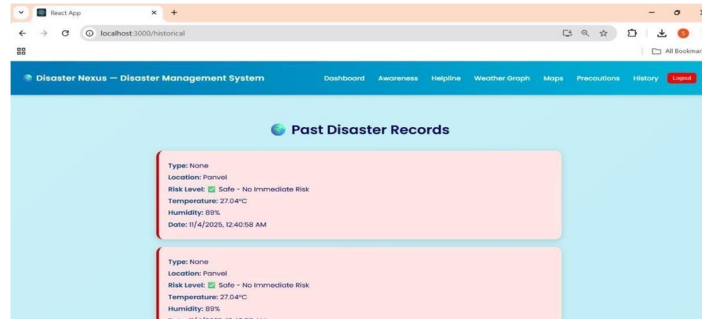 React App
localhost:3000/historical
All Bookmar
Disaster Nexus — Disaster Management System
Dashboard Awareness Helpline Weather Graph Maps Precautions History Logout
Past Disaster Records
Type: None
Location: Panvel
Risk Level: ✅ Safe - No Immediate Risk
Temperature: 27.04°C
Humidity: 89%
Date: 11/4/2025, 12:40:58 AM
Type: None
Location: Panvel
Risk Level: ✅ Safe - No Immediate Risk
Temperature: 27.04°C
Humidity: 89%